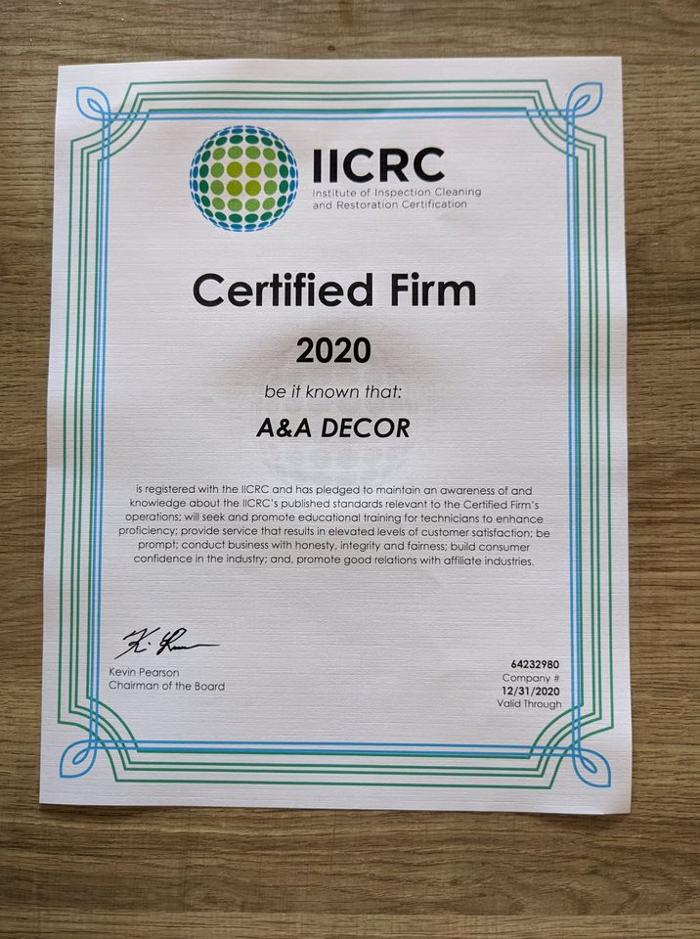 IICRC
Institute of Inspection Cleaning
and Restoration Certification
Certified Firm
2020
be it known that:
A&A DECOR
is registered with the IICRC and has pledged to maintain an awareness of and
knowledge about the IICRC's published standards relevant to the Certified Firm's
operations; will seek and promote educational training for technicians to enhance
proficiency; provide service that results in elevated levels of customer satisfaction; be
prompt; conduct business with honesty, integrity and fairness; build consumer
confidence in the industry; and, promote good relations with affiliate industries.
Kevin Pearson
Chairman of the Board
64232980
Company #
12/31/2020
Valid Through